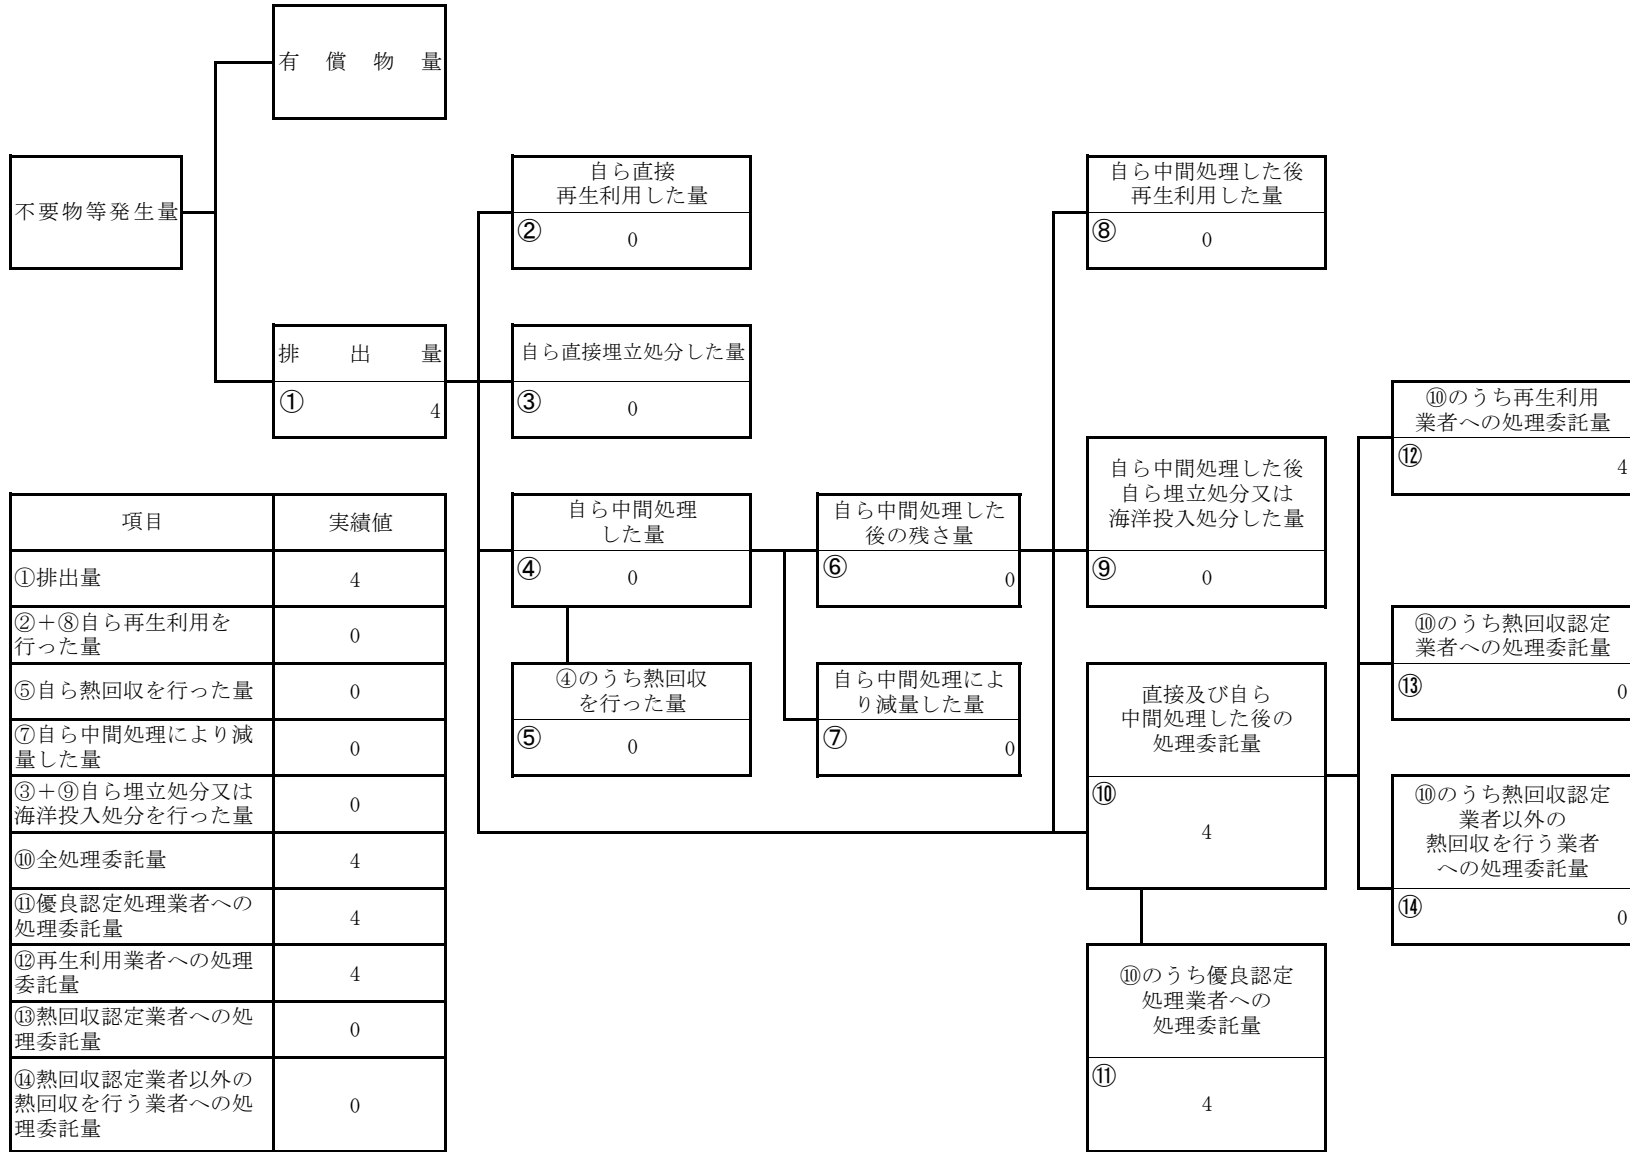 有償物量
不要物等発生量
排出量
①
4
自ら直接
再生利用した量
②
0
自ら直接埋立処分した量
③
0
自ら中間処理
した量
④
0
④のうち熱回収
を行った量
⑤
0
自ら中間処理した
後の残さ量
⑥
0
自ら中間処理によ
り減量した量
⑦
0
自ら中間処理した後
再生利用した量
⑧
0
自ら中間処理した後
自ら埋立処分又は
海洋投入処分した量
⑨
0
直接及び自ら
中間処理した後の
処理委託量
⑩
4
⑩のうち優良認定
処理業者への
処理委託量
⑪
4
⑩のうち再生利用
業者への処理委託量
⑫
4
⑩のうち熱回収認定
業者への処理委託量
⑬
0
⑩のうち熱回収認定
業者以外の
熱回収を行う業者
への処理委託量
⑭
0
項目 実績値
①排出量 4
②+⑧自ら再生利用を
行った量 0
⑤自ら熱回収を行った量 0
⑦自ら中間処理により減
量した量 0
③+⑨自ら埋立処分又は
海洋投入処分を行った量 0
⑩全処理委託量 4
⑪優良認定処理業者への
処理委託量 4
⑫再生利用業者への処理
委託量 4
⑬熱回収認定業者への処
理委託量 0
⑭熱回収認定業者以外の
熱回収を行う業者への処
理委託量 0